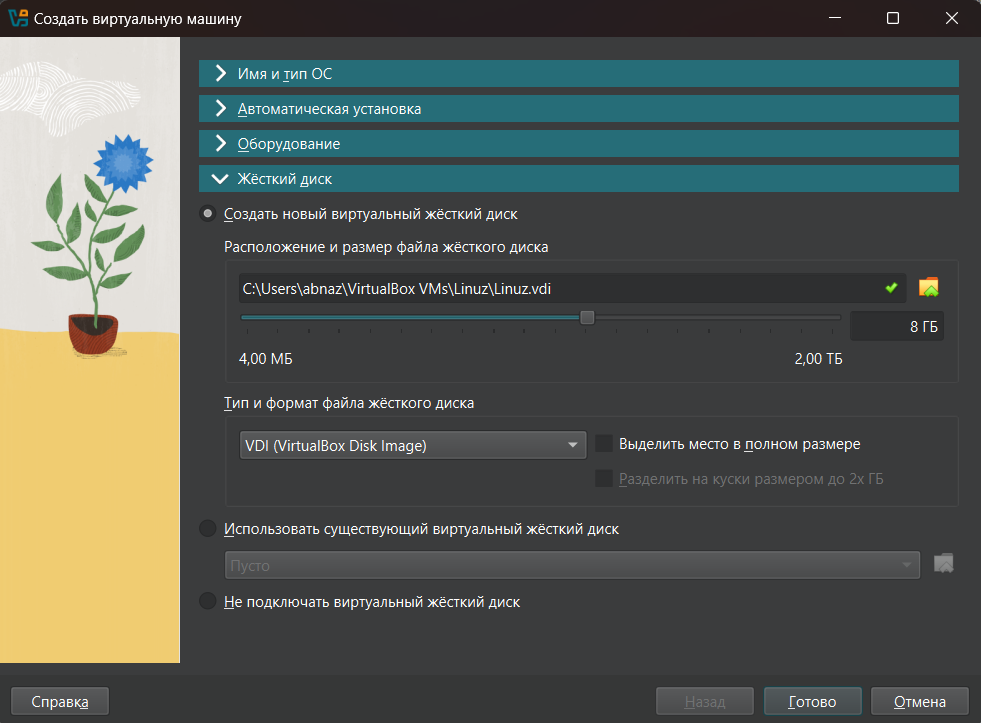 Создать виртуальную машину
Имя и тип ОС
Автоматическая установка
Оборудование
Жёсткий диск
Создать новый виртуальный жёсткий диск
Расположение и размер файла жёсткого диска
C:\Users\abnaz\VirtualBox VMs\Linuz\Linuz.vdi
8 ГБ
4,00 МБ 2,00 ТБ
Тип и формат файла жёсткого диска
VDI (VirtualBox Disk Image) Выделить место в полном размере
Разделить на куски размером до 2х ГБ
Использовать существующий виртуальный жёсткий диск
Пусто
Не подключать виртуальный жёсткий диск
Справка Назад Готово Отмена